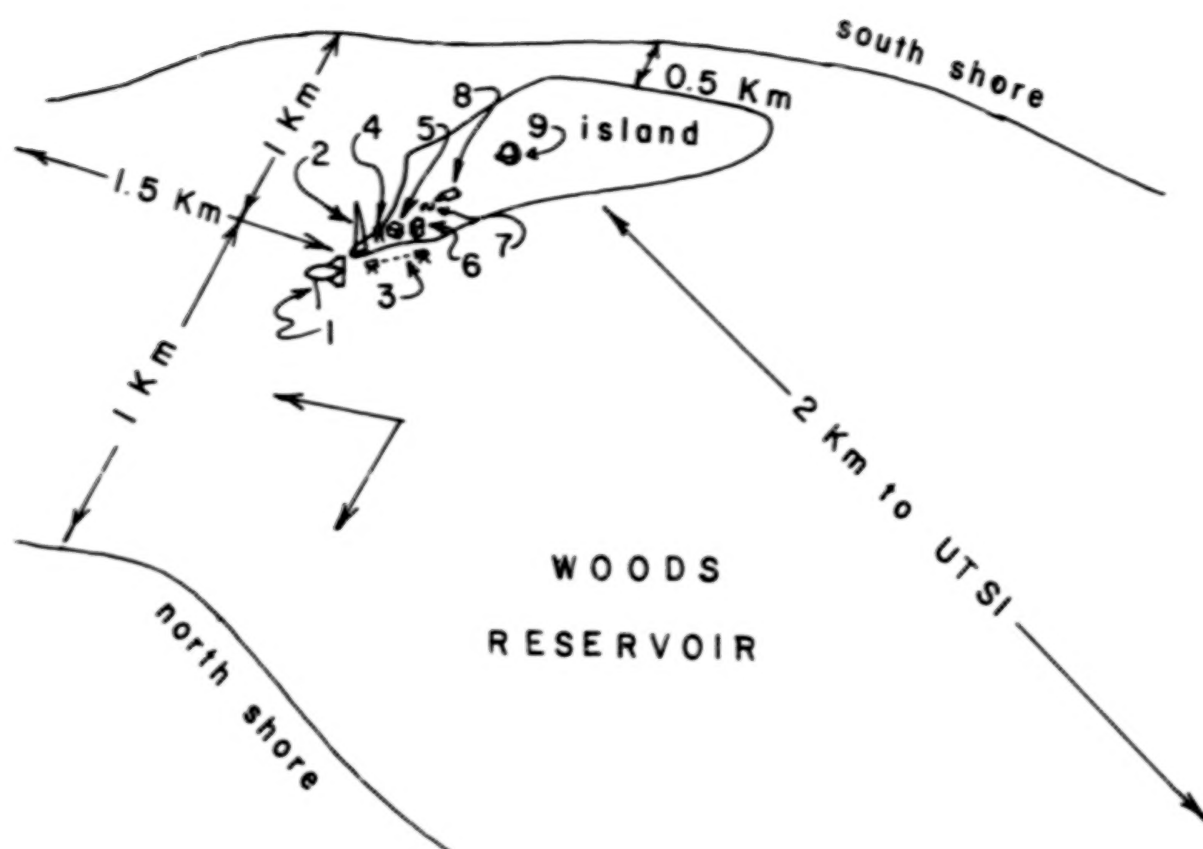 south shore
1 Km
0.5 Km
8
4
5
9
island
2
1.5 Km
7
6
3
1
1 Km
2 Km to UTSI
WOODS
RESERVOIR
north shore